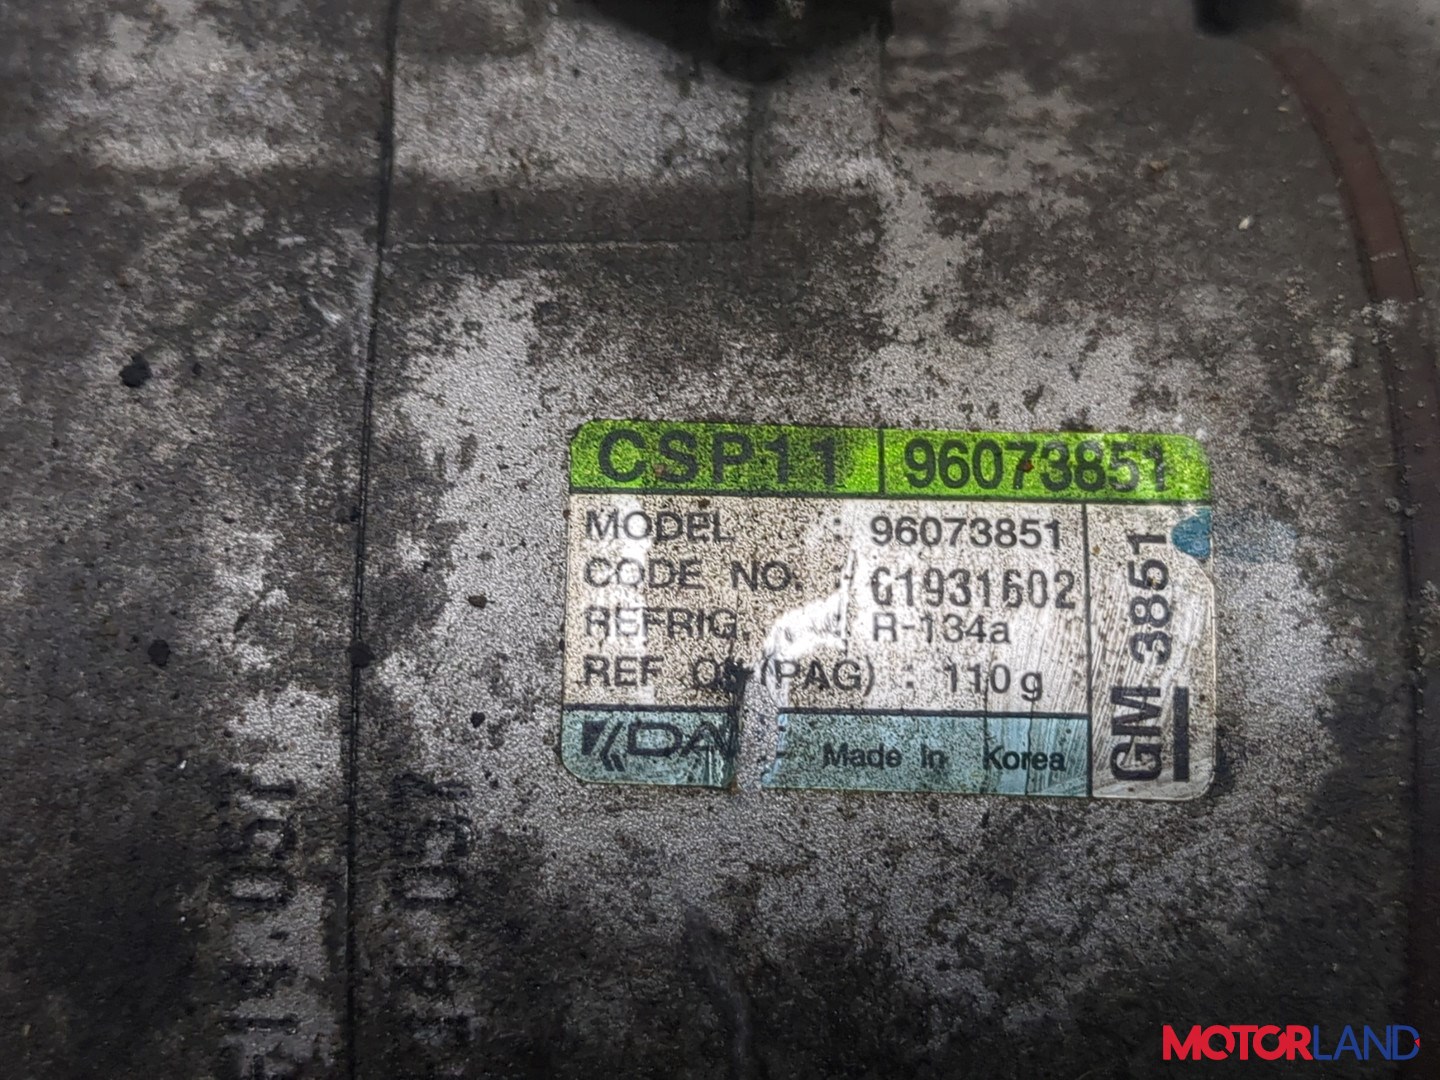 CSP11 96073851
MODEL : 96073851
CODE NO. : G1931602
REFRIG. : R-134a
REF (PAG) : 110g
Made in Korea
GM 3851
MOTORLAND